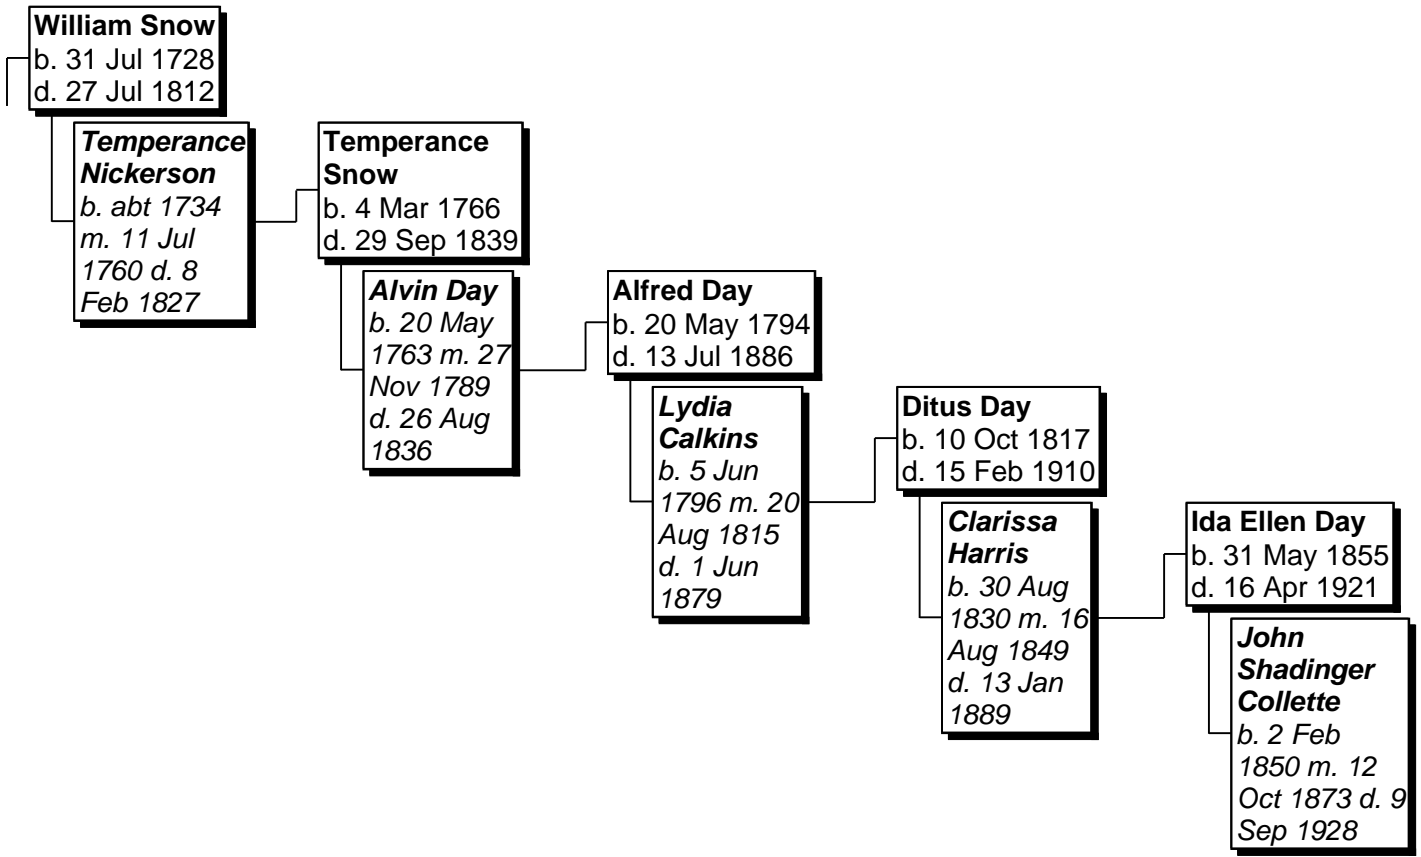 William Snow
b. 31 Jul 1728
d. 27 Jul 1812
Temperance
Nickerson
b. abt 1734
m. 11 Jul
1760 d. 8
Feb 1827
Temperance
Snow
b. 4 Mar 1766
d. 29 Sep 1839
Alvin Day
b. 20 May
1763 m. 27
Nov 1789
d. 26 Aug
1836
Alfred Day
b. 20 May 1794
d. 13 Jul 1886
Lydia
Calkins
b. 5 Jun
1796 m. 20
Aug 1815
d. 1 Jun
1879
Ditus Day
b. 10 Oct 1817
d. 15 Feb 1910
Clarissa
Harris
b. 30 Aug
1830 m. 16
Aug 1849
d. 13 Jan
1889
Ida Ellen Day
b. 31 May 1855
d. 16 Apr 1921
John
Shadinger
Collette
b. 2 Feb
1850 m. 12
Oct 1873 d. 9
Sep 1928